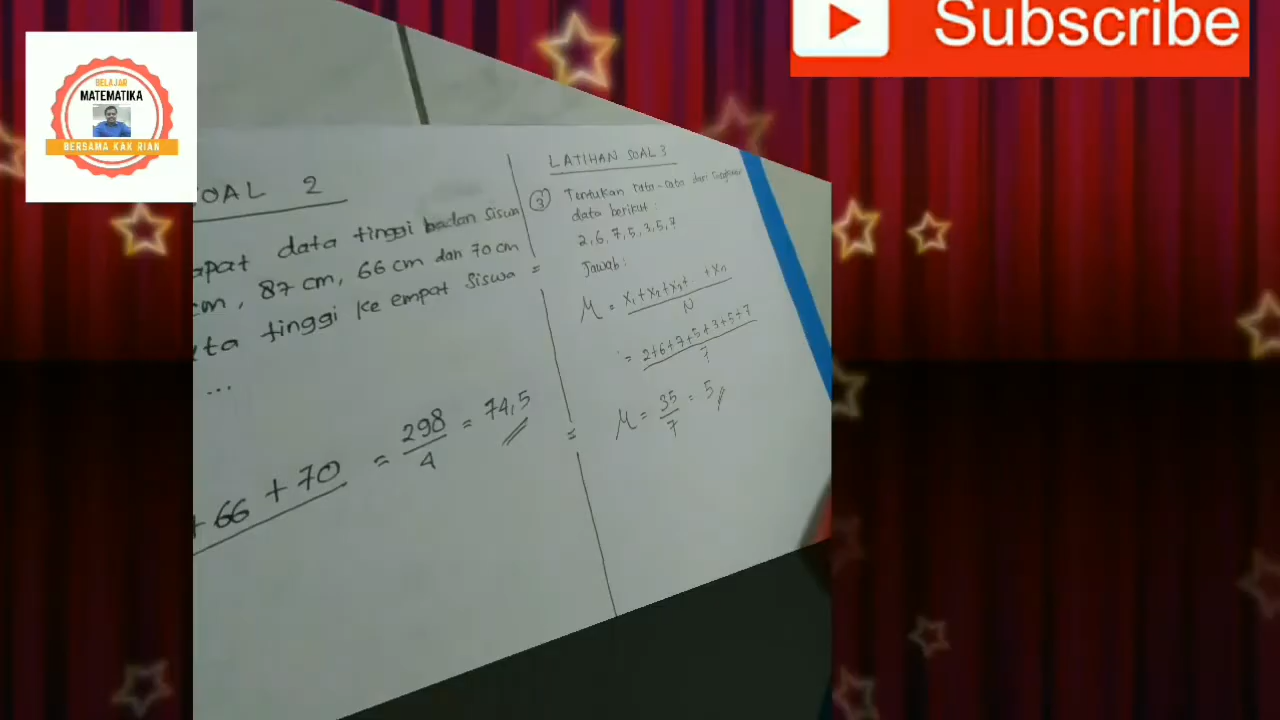 Subscribe
BELAJAR
MATEMATIKA
BERSAMA KAK RIAN
SOAL 2
apat data tinggi badan siswa
cm, 87 cm, 66 cm dan 70 cm
ata tinggi ke empat siswa =
...
+ 66 + 70 = 298/4 = 74,5
LATIHAN SOAL 3
3 Tentukan rata-rata dari
data berikut :
2, 6, 7, 5, 3, 5, 7
Jawab :
M = x₁+x₂+x₃+ +xₙ/N
= 2+6+7+5+3+5+7/7
M = 35/7 = 5